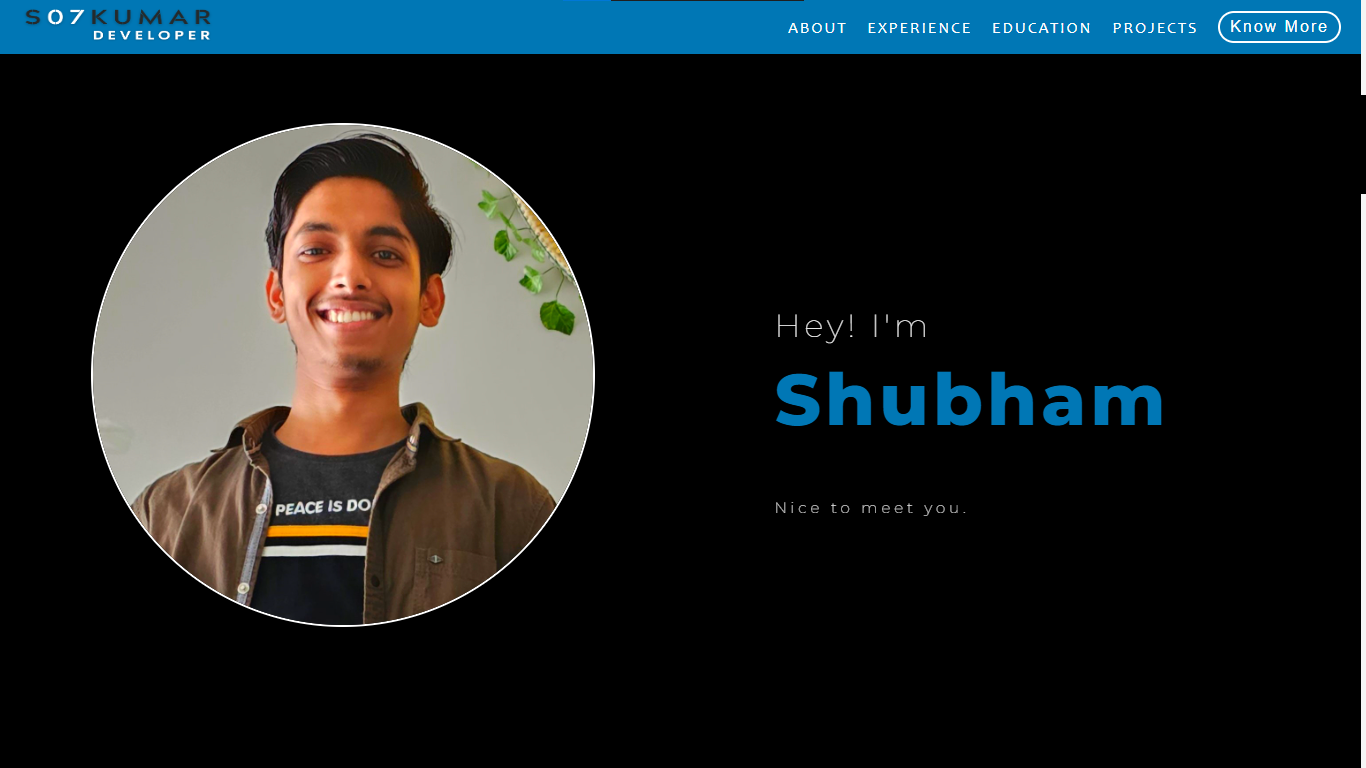 S07KUMAR
DEVELOPER
ABOUT EXPERIENCE EDUCATION PROJECTS Know More
Hey! I'm
Shubham
Nice to meet you.
PEACE IS DO